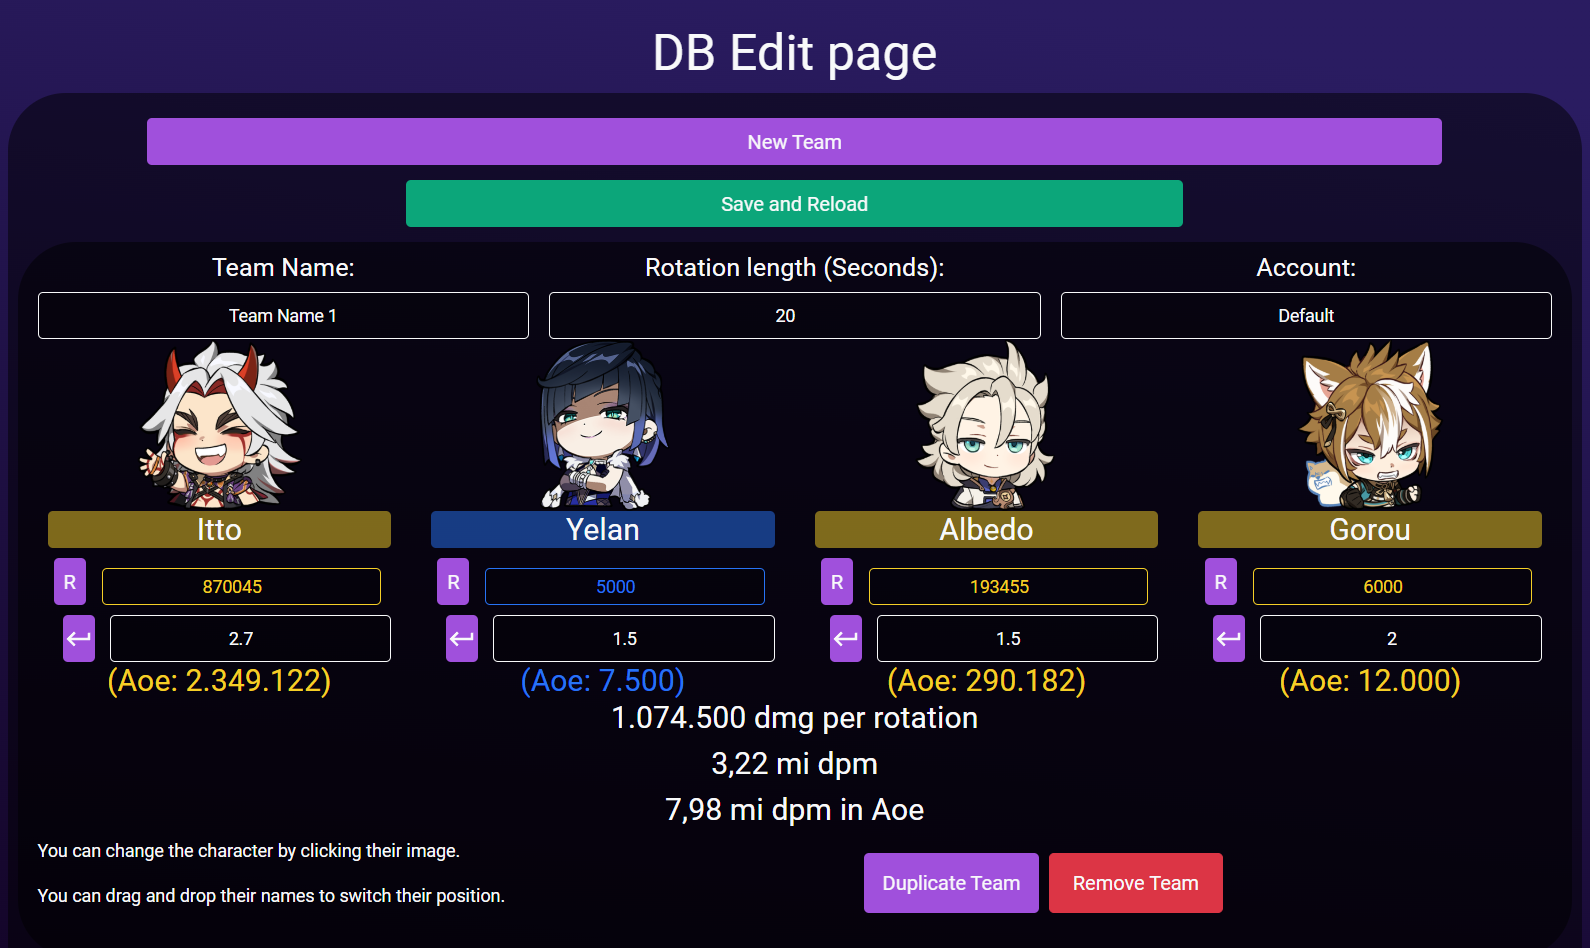 DB Edit page
New Team
Save and Reload
Team Name: Rotation length (Seconds): Account:
Team Name 1 20 Default
Itto Yelan Albedo Gorou
R 870045 R 5000 R 193455 R 6000
2.7 1.5 1.5 2
(Aoe: 2.349.122) (Aoe: 7.500) (Aoe: 290.182) (Aoe: 12.000)
1.074.500 dmg per rotation
3,22 mi dpm
7,98 mi dpm in Aoe
You can change the character by clicking their image.
You can drag and drop their names to switch their position.
Duplicate Team Remove Team